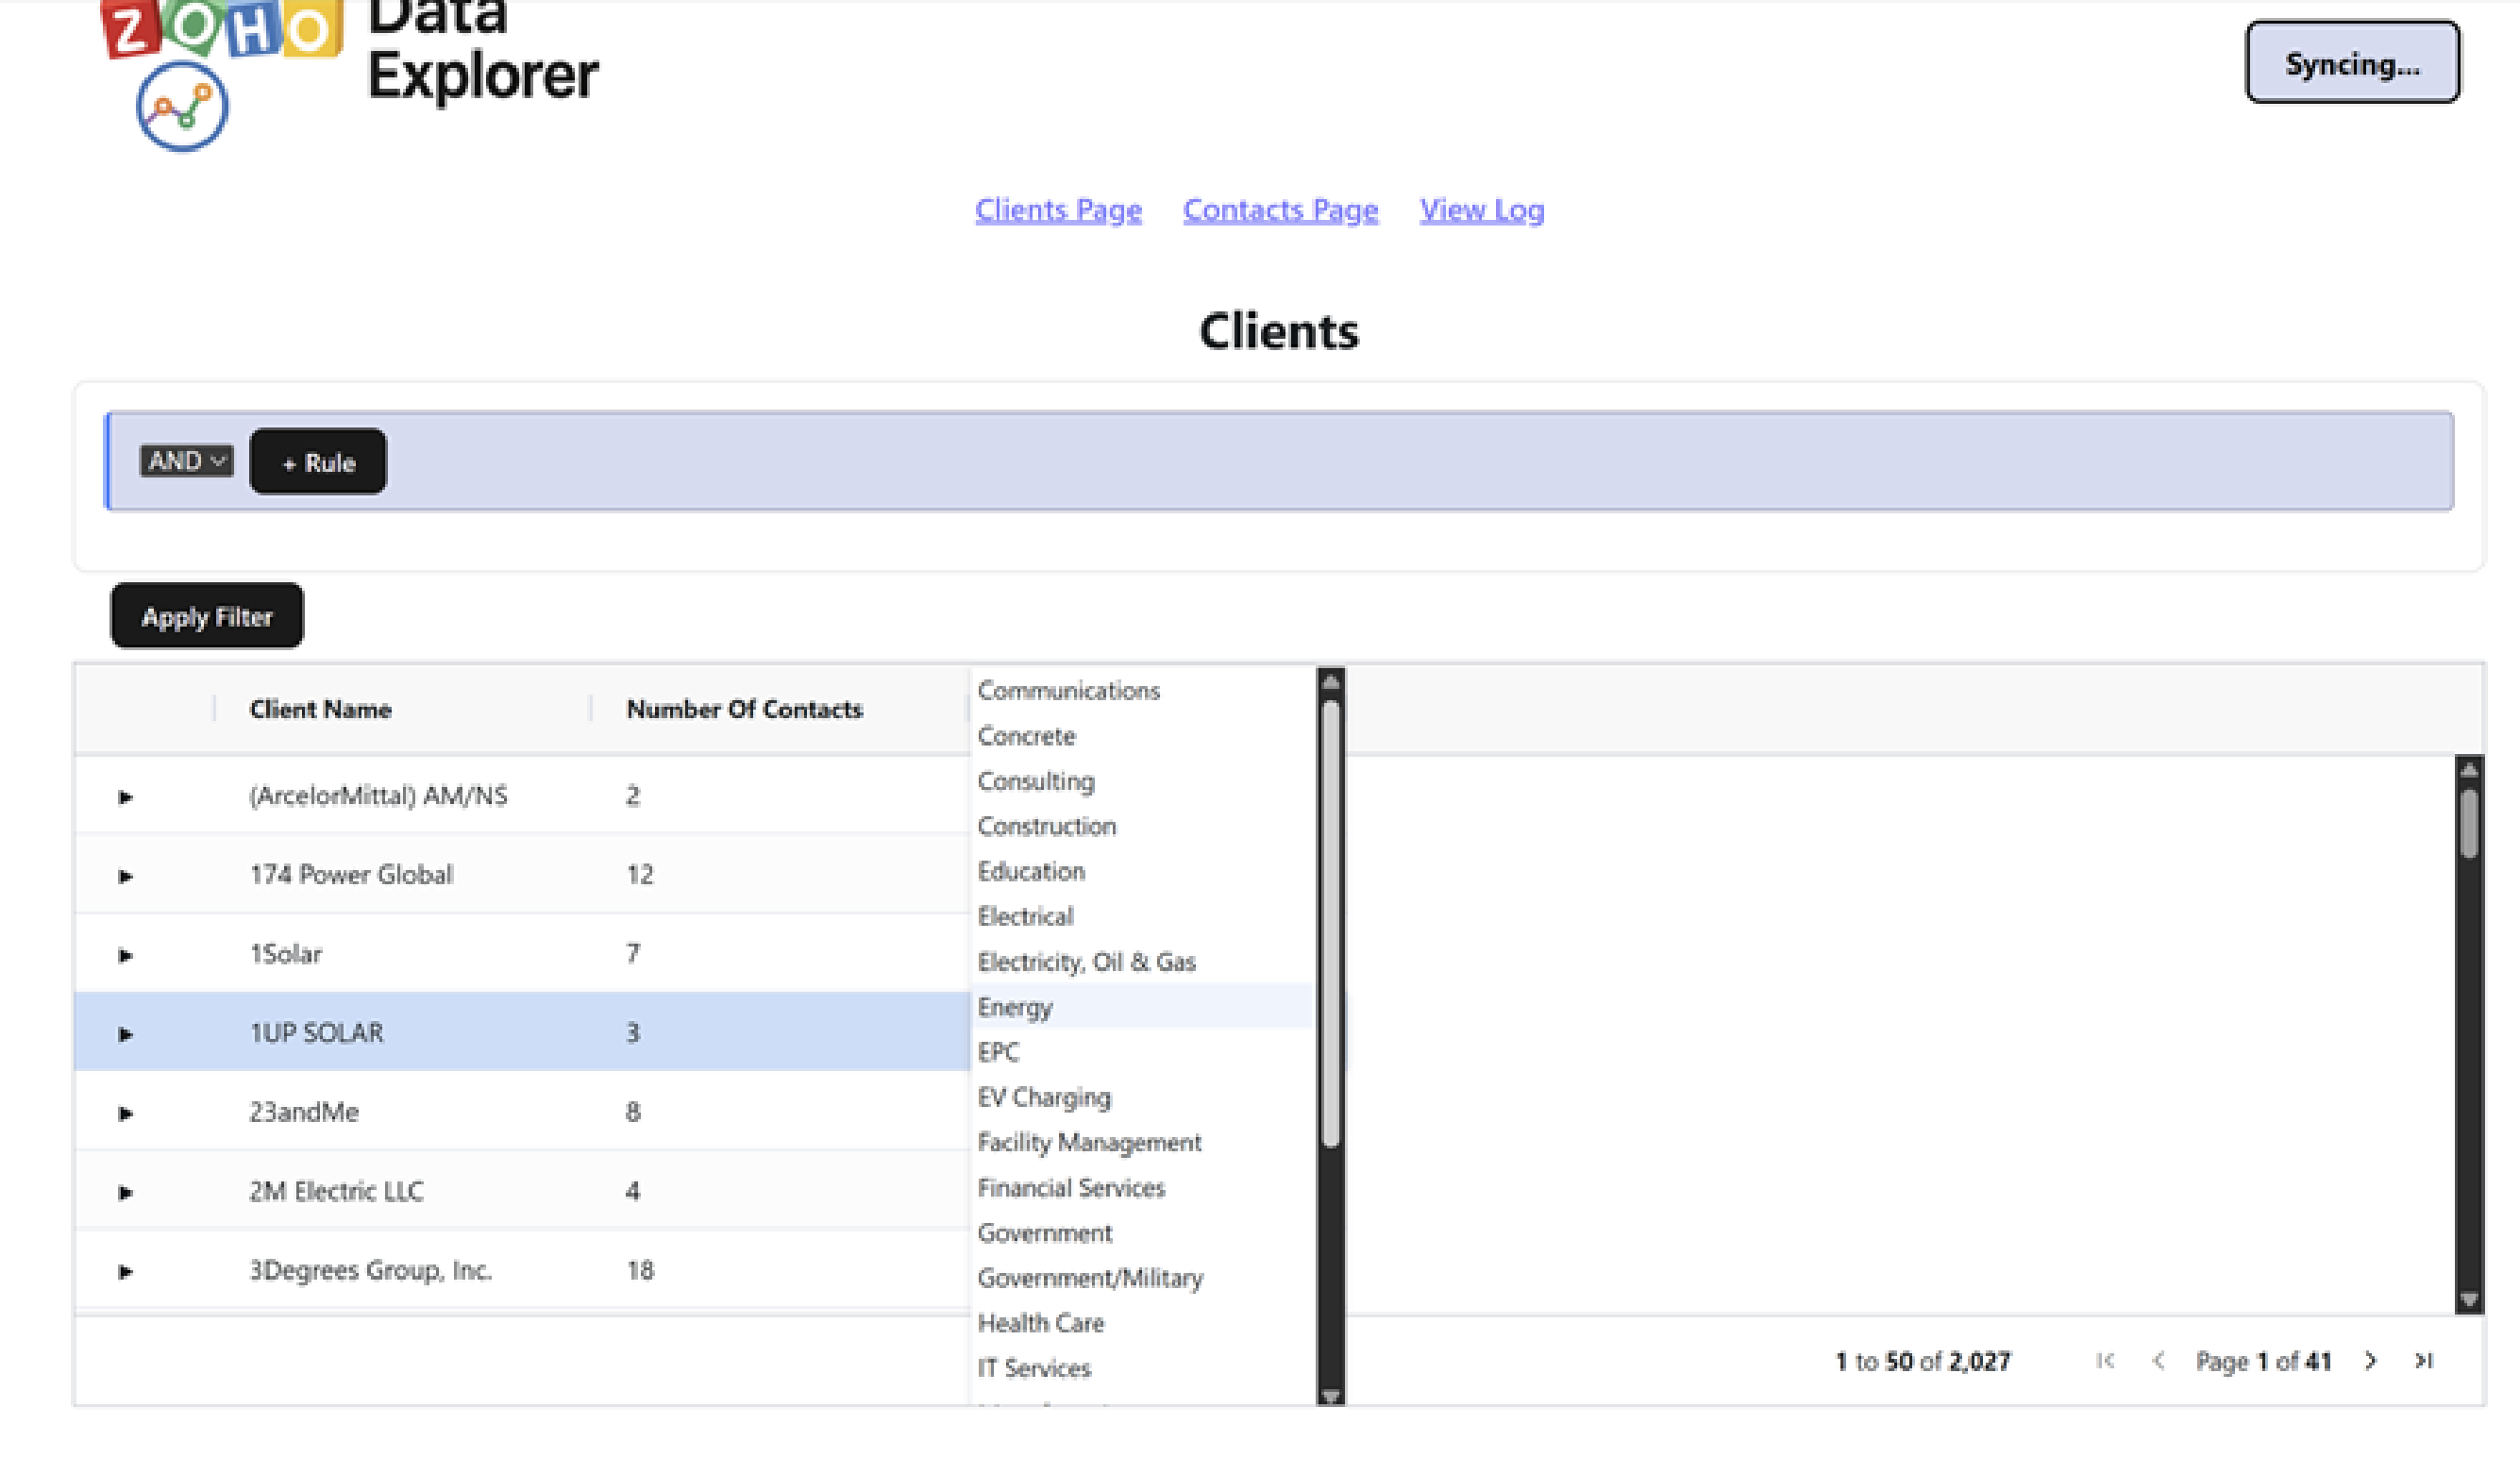 ZOHO Data
Explorer
Syncing...
Clients Page Contacts Page View Log
Clients
AND + Rule
Apply Filter
Client Name Number Of Contacts
(ArcelorMittal) AM/NS 2
174 Power Global 12
1Solar 7
1UP SOLAR 3
23andMe 8
2M Electric LLC 4
3Degrees Group, Inc. 18
Communications
Concrete
Consulting
Construction
Education
Electrical
Electricity, Oil & Gas
Energy
EPC
EV Charging
Facility Management
Financial Services
Government
Government/Military
Health Care
IT Services
1 to 50 of 2,027 Page 1 of 41